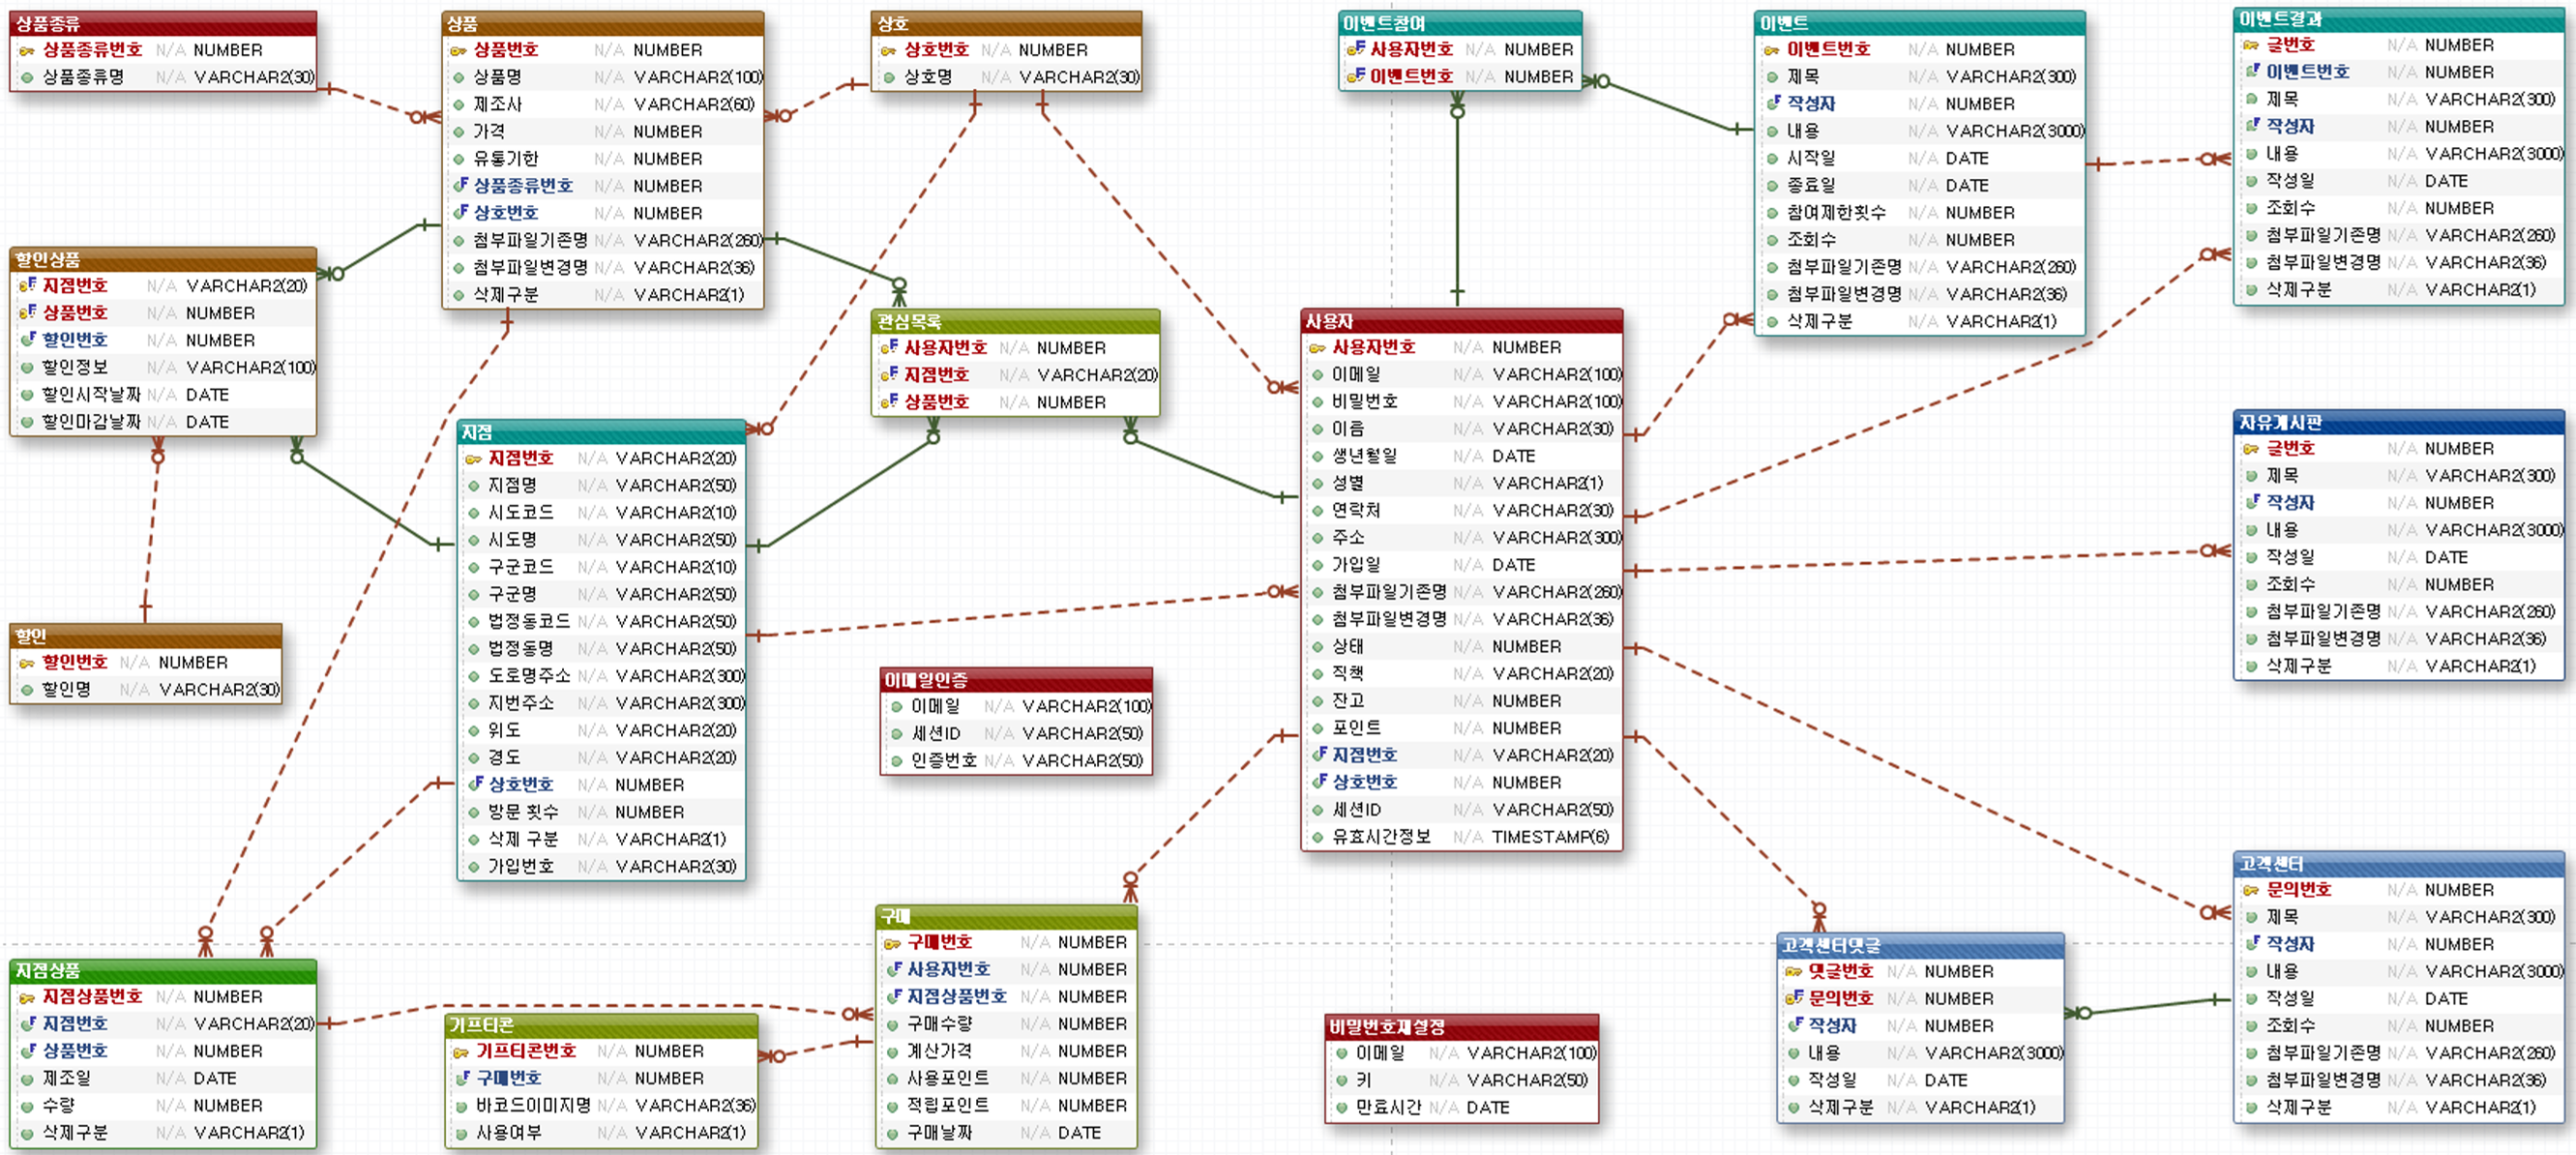 상품종류
상품종류번호 N/A NUMBER
상품종류명 N/A VARCHAR2(30)
상품
상품번호 N/A NUMBER
상품명 N/A VARCHAR2(100)
제조사 N/A VARCHAR2(60)
가격 N/A NUMBER
유통기한 N/A NUMBER
상품종류번호 N/A NUMBER
상호번호 N/A NUMBER
첨부파일기존명 N/A VARCHAR2(260)
첨부파일변경명 N/A VARCHAR2(36)
삭제구분 N/A VARCHAR2(1)
상호
상호번호 N/A NUMBER
상호명 N/A VARCHAR2(30)
이벤트참여
사용자번호 N/A NUMBER
이벤트번호 N/A NUMBER
이벤트
이벤트번호 N/A NUMBER
제목 N/A VARCHAR2(300)
작성자 N/A NUMBER
내용 N/A VARCHAR2(3000)
시작일 N/A DATE
종료일 N/A DATE
참여제한횟수 N/A NUMBER
조회수 N/A NUMBER
첨부파일기존명 N/A VARCHAR2(260)
첨부파일변경명 N/A VARCHAR2(36)
삭제구분 N/A VARCHAR2(1)
이벤트결과
글번호 N/A NUMBER
이벤트번호 N/A NUMBER
제목 N/A VARCHAR2(300)
작성자 N/A NUMBER
내용 N/A VARCHAR2(3000)
작성일 N/A DATE
조회수 N/A NUMBER
첨부파일기존명 N/A VARCHAR2(260)
첨부파일변경명 N/A VARCHAR2(36)
삭제구분 N/A VARCHAR2(1)
할인상품
지점번호 N/A VARCHAR2(20)
상품번호 N/A NUMBER
할인번호 N/A NUMBER
할인정보 N/A VARCHAR2(100)
할인시작날짜 N/A DATE
할인마감날짜 N/A DATE
관심목록
사용자번호 N/A NUMBER
지점번호 N/A VARCHAR2(20)
상품번호 N/A NUMBER
사용자
사용자번호 N/A NUMBER
이메일 N/A VARCHAR2(100)
비밀번호 N/A VARCHAR2(100)
이름 N/A VARCHAR2(30)
생년월일 N/A DATE
성별 N/A VARCHAR2(1)
연락처 N/A VARCHAR2(30)
주소 N/A VARCHAR2(300)
가입일 N/A DATE
첨부파일기존명 N/A VARCHAR2(260)
첨부파일변경명 N/A VARCHAR2(36)
상태 N/A NUMBER
직책 N/A VARCHAR2(20)
잔고 N/A NUMBER
포인트 N/A NUMBER
지점번호 N/A VARCHAR2(20)
상호번호 N/A NUMBER
세션ID N/A VARCHAR2(50)
유효시간정보 N/A TIMESTAMP(6)
지점
지점번호 N/A VARCHAR2(20)
지점명 N/A VARCHAR2(50)
시도코드 N/A VARCHAR2(10)
시도명 N/A VARCHAR2(50)
구군코드 N/A VARCHAR2(10)
구군명 N/A VARCHAR2(50)
법정동코드 N/A VARCHAR2(50)
법정동명 N/A VARCHAR2(50)
도로명주소 N/A VARCHAR2(300)
지번주소 N/A VARCHAR2(300)
위도 N/A VARCHAR2(20)
경도 N/A VARCHAR2(20)
상호번호 N/A NUMBER
방문 횟수 N/A NUMBER
삭제 구분 N/A VARCHAR2(1)
가입번호 N/A VARCHAR2(30)
자유게시판
글번호 N/A NUMBER
제목 N/A VARCHAR2(300)
작성자 N/A NUMBER
내용 N/A VARCHAR2(3000)
작성일 N/A DATE
조회수 N/A NUMBER
첨부파일기존명 N/A VARCHAR2(260)
첨부파일변경명 N/A VARCHAR2(36)
삭제구분 N/A VARCHAR2(1)
할인
할인번호 N/A NUMBER
할인명 N/A VARCHAR2(30)
이메일인증
이메일 N/A VARCHAR2(100)
세션ID N/A VARCHAR2(50)
인증번호 N/A VARCHAR2(50)
지점상품
지점상품번호 N/A NUMBER
지점번호 N/A VARCHAR2(20)
상품번호 N/A NUMBER
제조일 N/A DATE
수량 N/A NUMBER
삭제구분 N/A VARCHAR2(1)
기프티콘
기프티콘번호 N/A NUMBER
구매번호 N/A NUMBER
바코드이미지명 N/A VARCHAR2(36)
사용여부 N/A VARCHAR2(1)
구매
구매번호 N/A NUMBER
사용자번호 N/A NUMBER
지점상품번호 N/A NUMBER
구매수량 N/A NUMBER
계산가격 N/A NUMBER
사용포인트 N/A NUMBER
적립포인트 N/A NUMBER
구매날짜 N/A DATE
비밀번호재설정
이메일 N/A VARCHAR2(100)
키 N/A VARCHAR2(50)
만료시간 N/A DATE
고객센터댓글
댓글번호 N/A NUMBER
문의번호 N/A NUMBER
작성자 N/A NUMBER
내용 N/A VARCHAR2(3000)
작성일 N/A DATE
삭제구분 N/A VARCHAR2(1)
고객센터
문의번호 N/A NUMBER
제목 N/A VARCHAR2(300)
작성자 N/A NUMBER
내용 N/A VARCHAR2(3000)
작성일 N/A DATE
조회수 N/A NUMBER
첨부파일기존명 N/A VARCHAR2(260)
첨부파일변경명 N/A VARCHAR2(36)
삭제구분 N/A VARCHAR2(1)